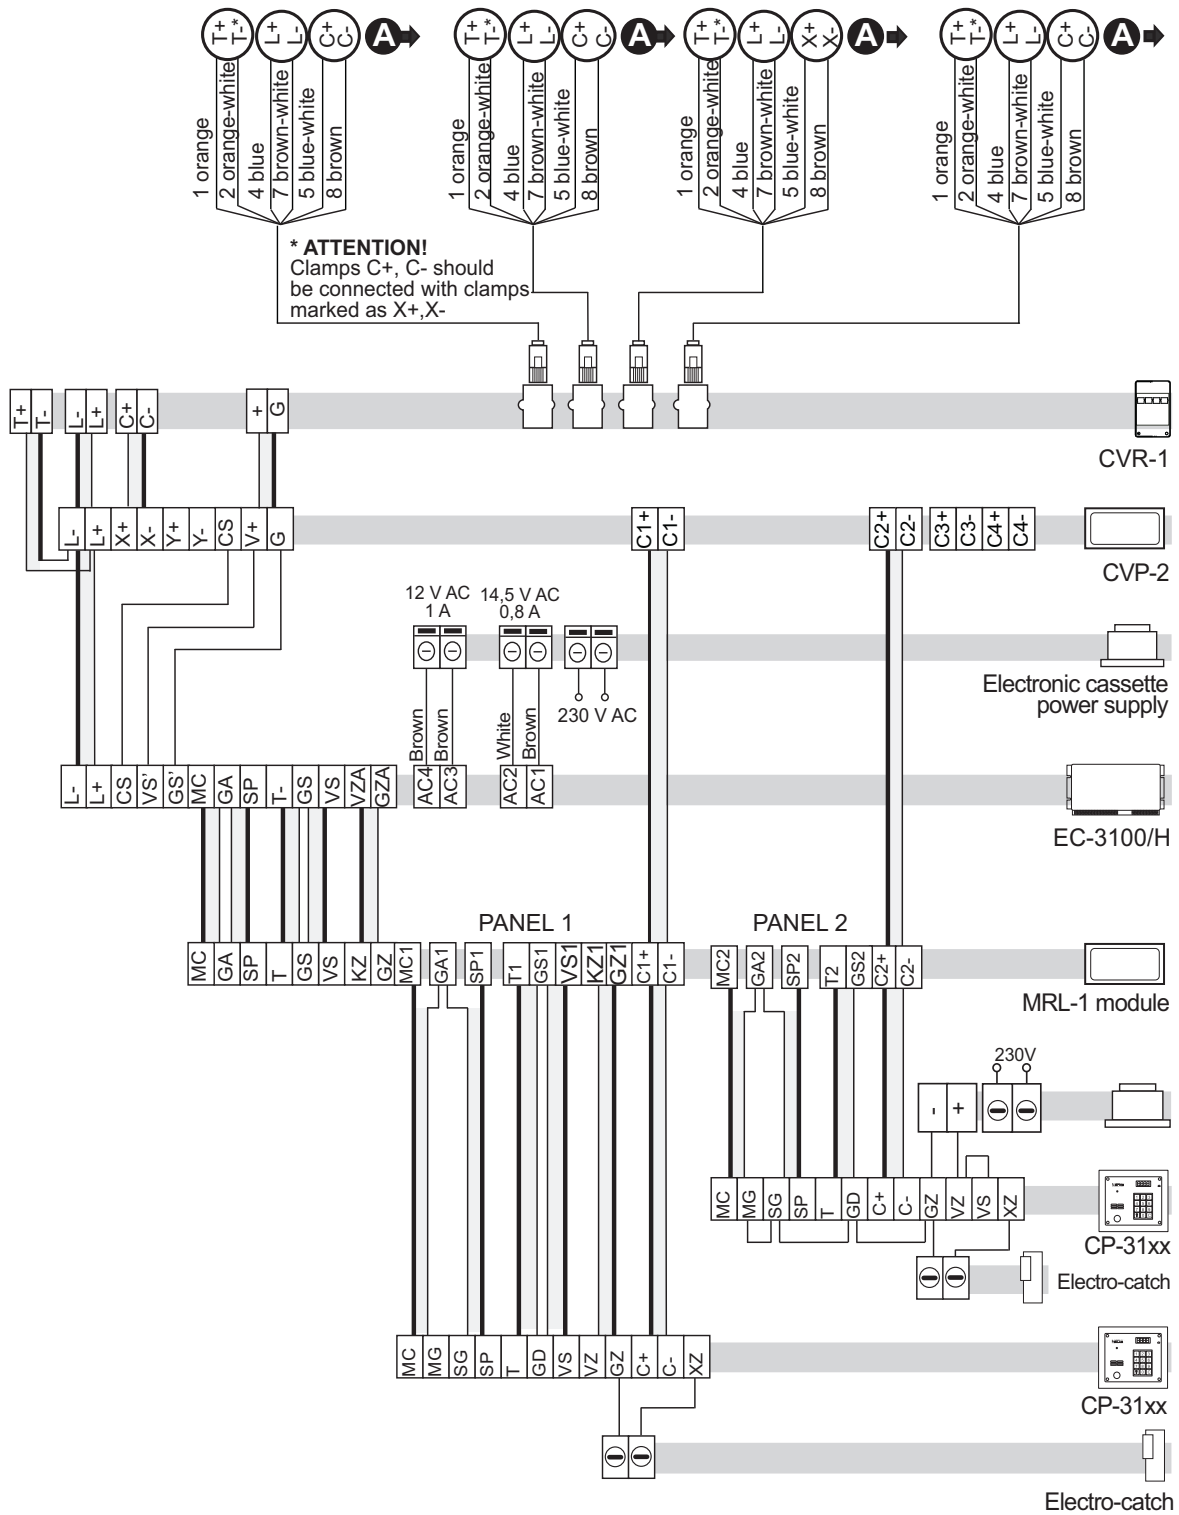 T+ T-* L+ L- C+ C- A
T+ T-* L+ L- C+ C- A
T+ T-* L+ L- X+ X- A
T+ T-* L+ L- C+ C- A
1 orange
2 orange-white
4 blue
7 brown-white
5 blue-white
8 brown
1 orange
2 orange-white
4 blue
7 brown-white
5 blue-white
8 brown
1 orange
2 orange-white
4 blue
7 brown-white
5 blue-white
8 brown
1 orange
2 orange-white
4 blue
7 brown-white
5 blue-white
8 brown
* ATTENTION!
Clamps C+, C- should
be connected with clamps
marked as X+,X-
T+ T- L- L+ C+ C- + G
CVR-1
L- L+ X+ X- Y+ Y- CS V+ G
C1+ C1-
C2+ C2- C3+ C3- C4+ C4-
CVP-2
12 V AC
1 A
14,5 V AC
0,8 A
230 V AC
Electronic cassette
power supply
Brown
Brown
White
Brown
L- L+ CS VS' GS' MC GA SP T- GS VS VZA GZA
AC4 AC3
AC2 AC1
EC-3100/H
PANEL 1
PANEL 2
MC GA SP T GS VS KZ GZ MC1 GA1 SP1 T1 GS1 VS1 KZ1 GZ1 C1+ C1-
MC2 GA2 SP2 T2 GS2 C2+ C2-
MRL-1 module
230V
- +
MC MG SG SP T GD C+ C- GZ VZ VS XZ
CP-31xx
Electro-catch
MC MG SG SP T GD VS VZ GZ C+ C- XZ
CP-31xx
Electro-catch